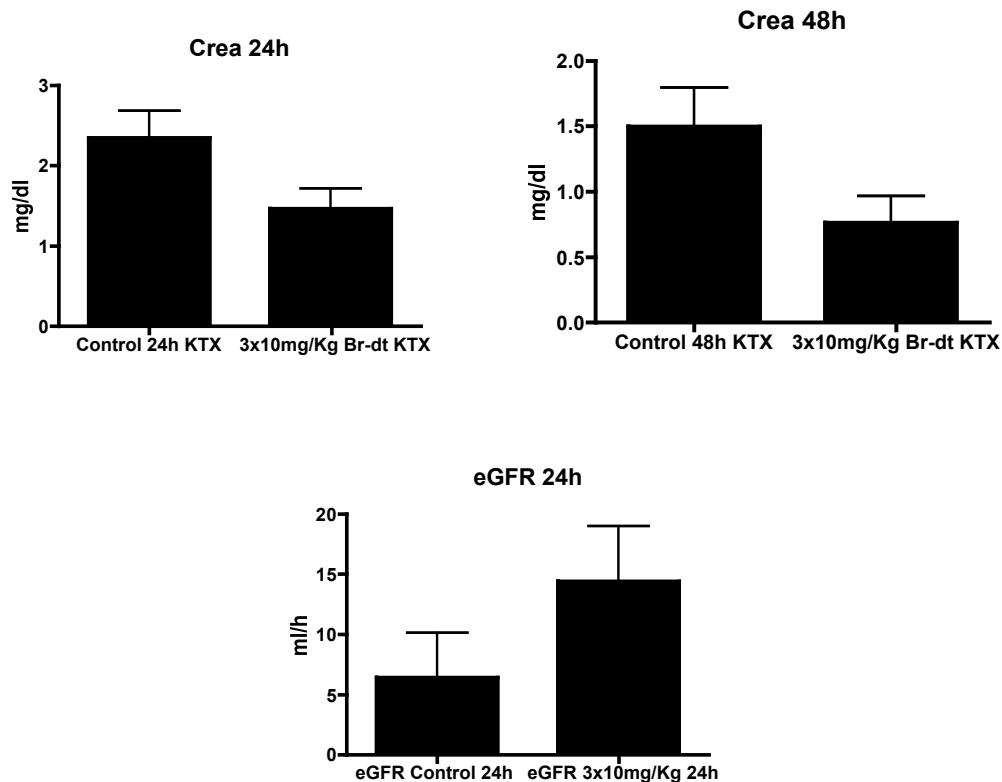 Crea 24h
3
2
1
0
mg/dl
Control 24h KTX
3x10mg/Kg Br-dt KTX
Crea 48h
2.0
1.5
1.0
0.5
0.0
mg/dl
Control 48h KTX
3x10mg/Kg Br-dt KTX
eGFR 24h
20
15
10
5
0
ml/h
eGFR Control 24h
eGFR 3x10mg/Kg 24h